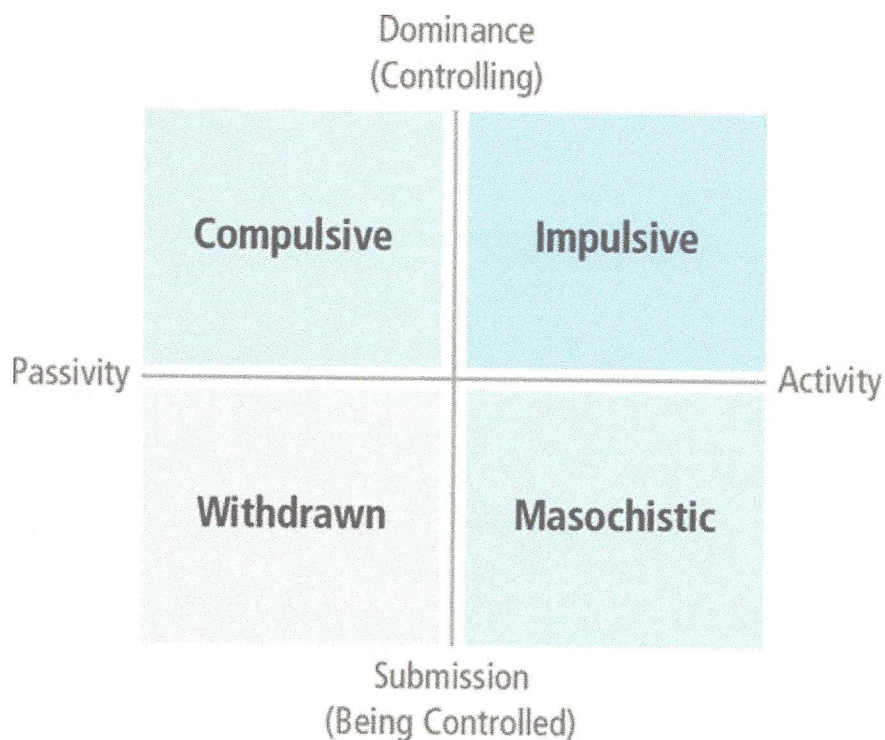 Dominance
(Controlling)
Compulsive
Impulsive
Passivity
Activity
Withdrawn
Masochistic
Submission
(Being Controlled)